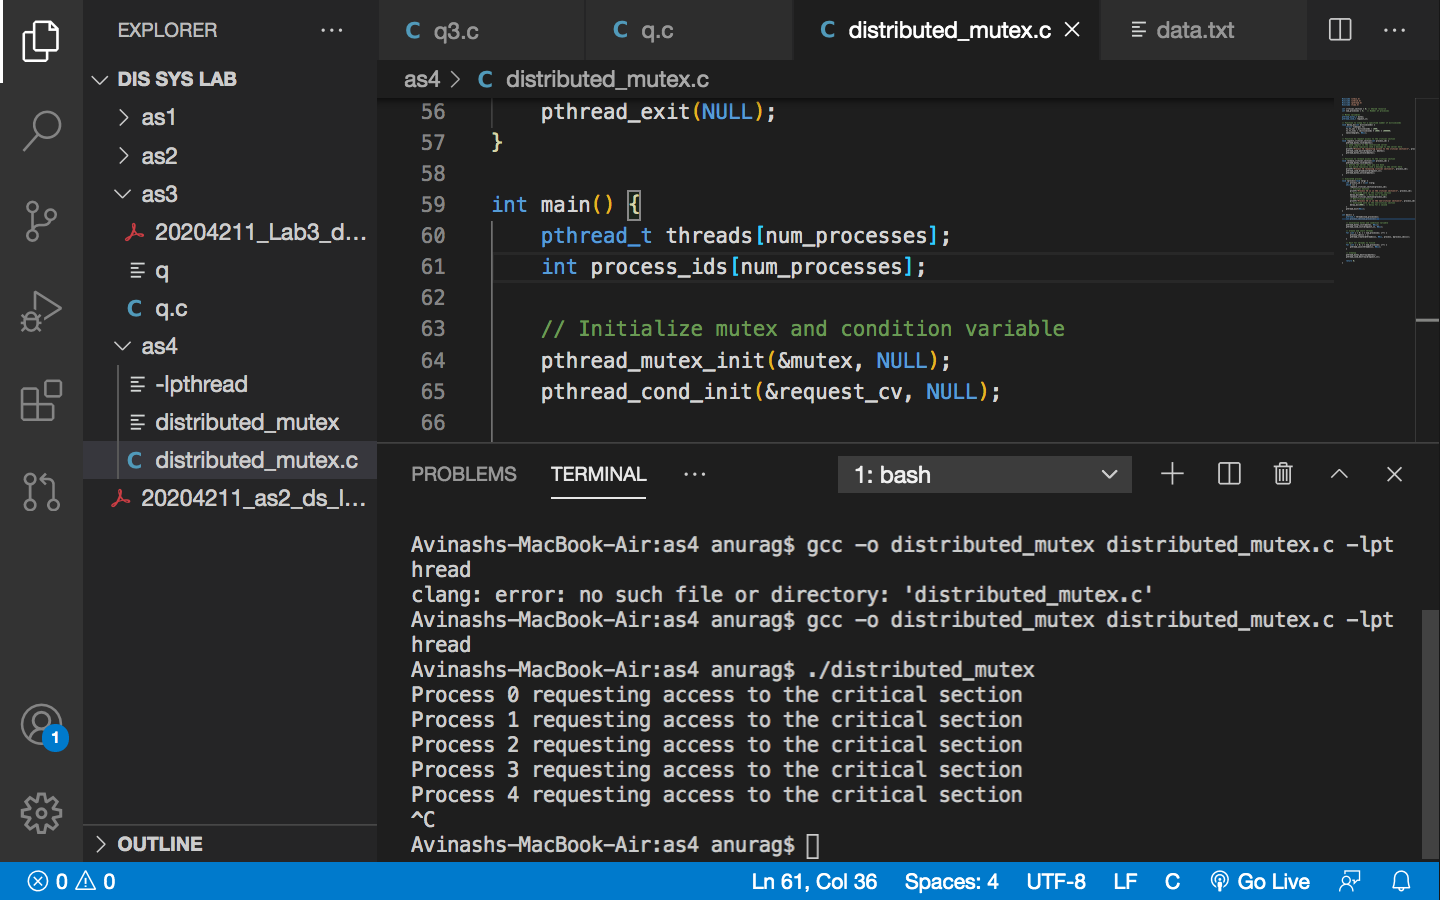 EXPLORER
DIS SYS LAB
as1
as2
as3
20204211_Lab3_d...
q
q.c
as4
-lpthread
distributed_mutex
distributed_mutex.c
20204211_as2_ds_l...
OUTLINE
1
C q3.c
C q.c
C distributed_mutex.c
data.txt
as4 > C distributed_mutex.c
56 pthread_exit(NULL);
57 }
58
59 int main() {
60 pthread_t threads[num_processes];
61 int process_ids[num_processes];
62
63 // Initialize mutex and condition variable
64 pthread_mutex_init(&mutex, NULL);
65 pthread_cond_init(&request_cv, NULL);
66
PROBLEMS TERMINAL ... 1: bash
Avinashs-MacBook-Air:as4 anurag$ gcc -o distributed_mutex distributed_mutex.c -lpt
hread
clang: error: no such file or directory: 'distributed_mutex.c'
Avinashs-MacBook-Air:as4 anurag$ gcc -o distributed_mutex distributed_mutex.c -lpt
hread
Avinashs-MacBook-Air:as4 anurag$ ./distributed_mutex
Process 0 requesting access to the critical section
Process 1 requesting access to the critical section
Process 2 requesting access to the critical section
Process 3 requesting access to the critical section
Process 4 requesting access to the critical section
^C
Avinashs-MacBook-Air:as4 anurag$
0 0 Ln 61, Col 36 Spaces: 4 UTF-8 LF C Go Live